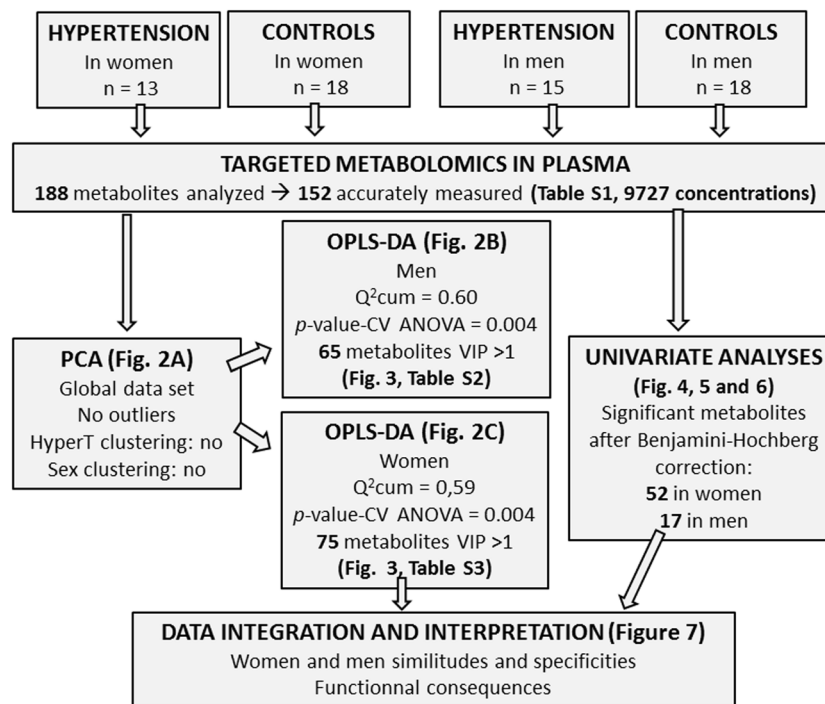 HYPERTENSION
In women
n = 13
CONTROLS
In women
n = 18
HYPERTENSION
In men
n = 15
CONTROLS
In men
n = 18
TARGETED METABOLOMICS IN PLASMA
188 metabolites analyzed → 152 accurately measured (Table S1, 9727 concentrations)
PCA (Fig. 2A)
Global data set
No outliers
HyperT clustering: no
Sex clustering: no
OPLS-DA (Fig. 2B)
Men
Q²cum = 0.60
p-value-CV ANOVA = 0.004
65 metabolites VIP >1
(Fig. 3, Table S2)
OPLS-DA (Fig. 2C)
Women
Q²cum = 0,59
p-value-CV ANOVA = 0.004
75 metabolites VIP >1
(Fig. 3, Table S3)
UNIVARIATE ANALYSES
(Fig. 4, 5 and 6)
Significant metabolites
after Benjamini-Hochberg
correction:
52 in women
17 in men
DATA INTEGRATION AND INTERPRETATION (Figure 7)
Women and men similitudes and specificities
Functionnal consequences